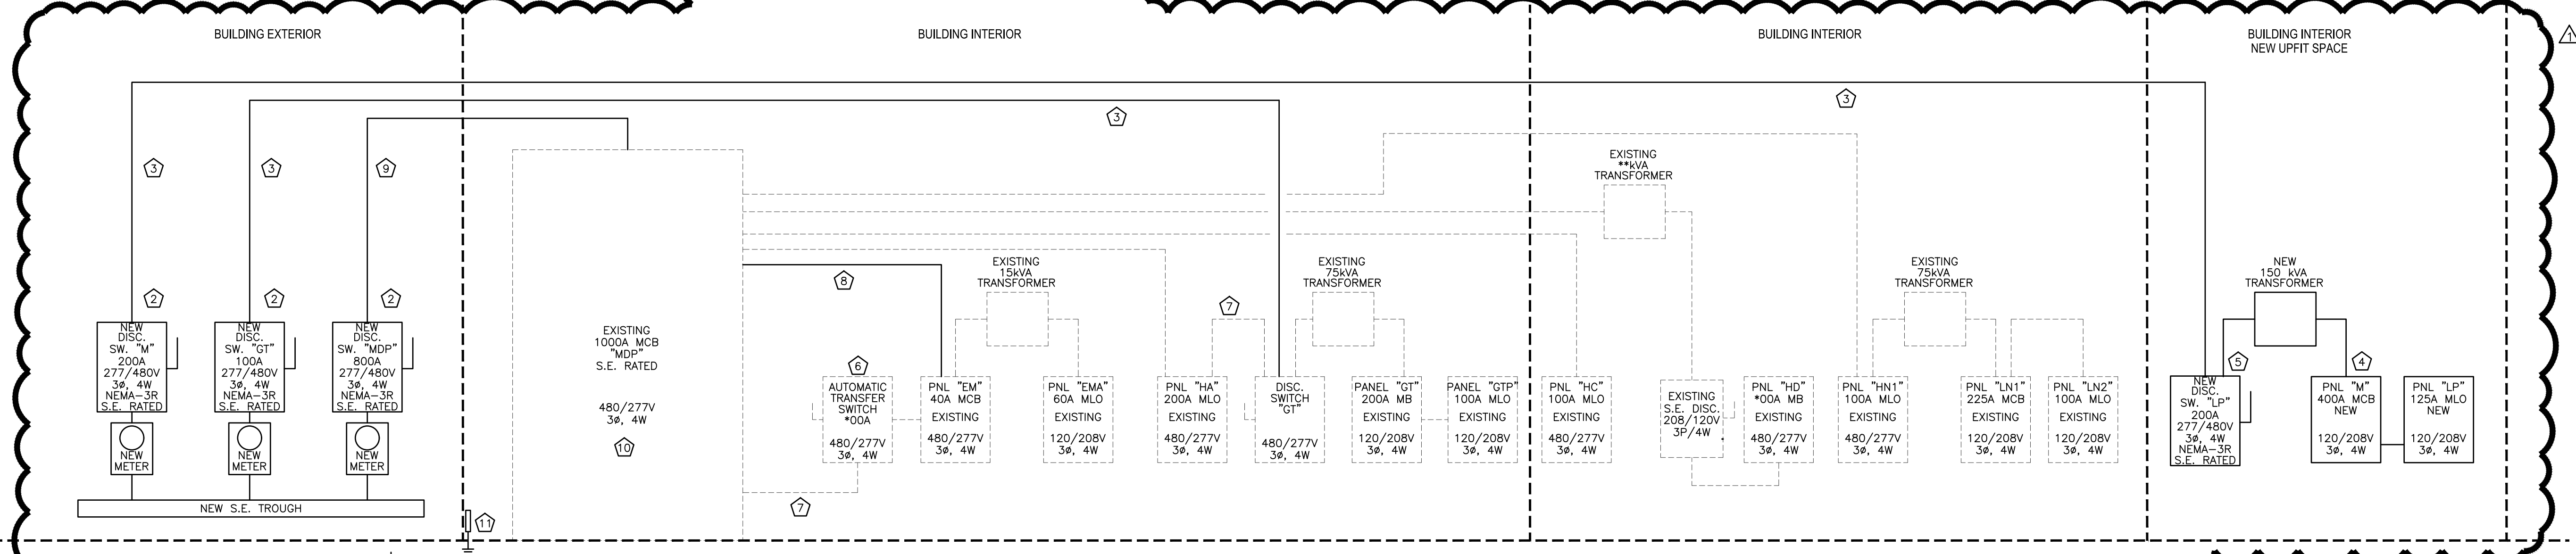 BUILDING EXTERIOR
BUILDING INTERIOR
BUILDING INTERIOR
BUILDING INTERIOR
NEW UPFIT SPACE
1
3
3
9
3
3
2
2
2
NEW
DISC.
SW. "M"
200A
277/480V
3ø, 4W
NEMA-3R
S.E. RATED
NEW
METER
NEW
DISC.
SW. "GT"
100A
277/480V
3ø, 4W
NEMA-3R
S.E. RATED
NEW
METER
NEW
DISC.
SW. "MDP"
800A
277/480V
3ø, 4W
NEMA-3R
S.E. RATED
NEW
METER
NEW S.E. TROUGH
11
EXISTING
1000A MCB
"MDP"
S.E. RATED
480/277V
3ø, 4W
10
8
7
6
AUTOMATIC
TRANSFER
SWITCH
*00A
480/277V
3ø, 4W
PNL "EM"
40A MCB
EXISTING
480/277V
3ø, 4W
EXISTING
15kVA
TRANSFORMER
PNL "EMA"
60A MLO
EXISTING
120/208V
3ø, 4W
PNL "HA"
200A MLO
EXISTING
480/277V
3ø, 4W
7
DISC.
SWITCH
"GT"
480/277V
3ø, 4W
EXISTING
75kVA
TRANSFORMER
PANEL "GT"
200A MB
EXISTING
120/208V
3ø, 4W
PANEL "GTP"
100A MLO
EXISTING
120/208V
3ø, 4W
PNL "HC"
100A MLO
EXISTING
480/277V
3ø, 4W
EXISTING
**kVA
TRANSFORMER
EXISTING
S.E. DISC.
208/120V
3P/4W
PNL "HD"
*00A MB
EXISTING
480/277V
3ø, 4W
PNL "HN1"
100A MLO
EXISTING
480/277V
3ø, 4W
EXISTING
75kVA
TRANSFORMER
PNL "LN1"
225A MCB
EXISTING
120/208V
3ø, 4W
PNL "LN2"
100A MLO
EXISTING
120/208V
3ø, 4W
NEW
DISC.
SW. "LP"
200A
277/480V
3ø, 4W
NEMA-3R
S.E. RATED
5
NEW
150 kVA
TRANSFORMER
4
PNL "M"
400A MCB
NEW
120/208V
3ø, 4W
PNL "LP"
125A MLO
NEW
120/208V
3ø, 4W